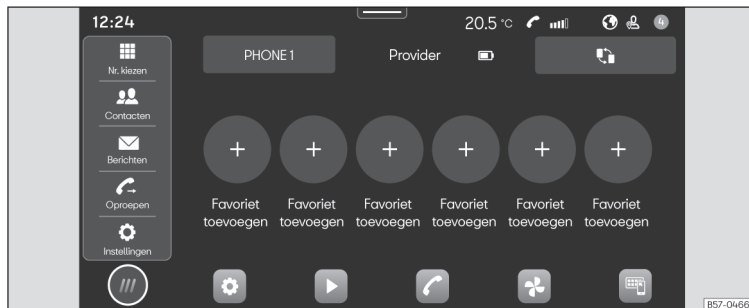 12:24
20.5 °C
4
PHONE 1
Provider
Nr. kiezen
Contacten
Berichten
Oproepen
Instellingen
+ + + + + +
Favoriet Favoriet Favoriet Favoriet Favoriet Favoriet
toevoegen toevoegen toevoegen toevoegen toevoegen toevoegen
B57-0466